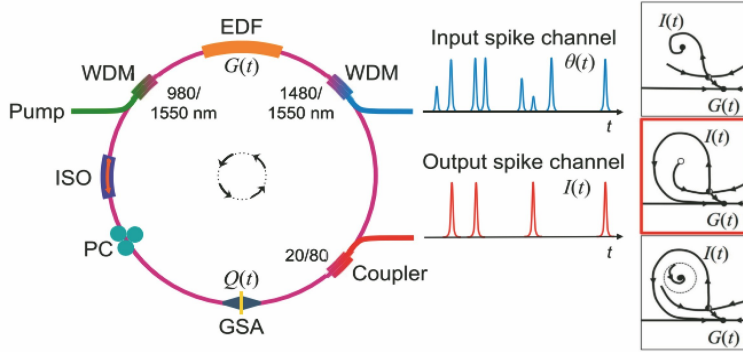 EDF
G(t)
WDM
WDM
980/
1550 nm
1480/
1550 nm
Pump
ISO
PC
Q(t)
GSA
20/80
Coupler
Input spike channel
θ(t)
t
Output spike channel
I(t)
t
I(t)
G(t)
I(t)
G(t)
I(t)
G(t)